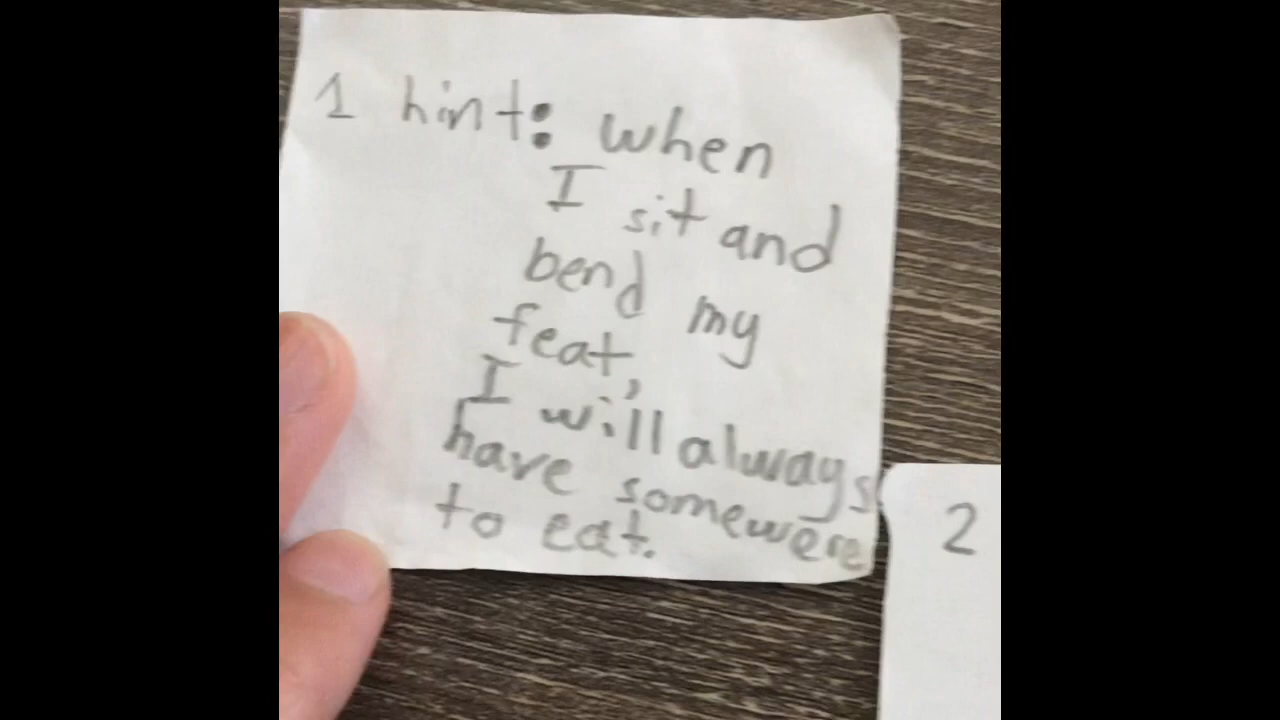 1 hint: when
I sit and
bend my
feat,
I will always
have somewere
to eat.
2